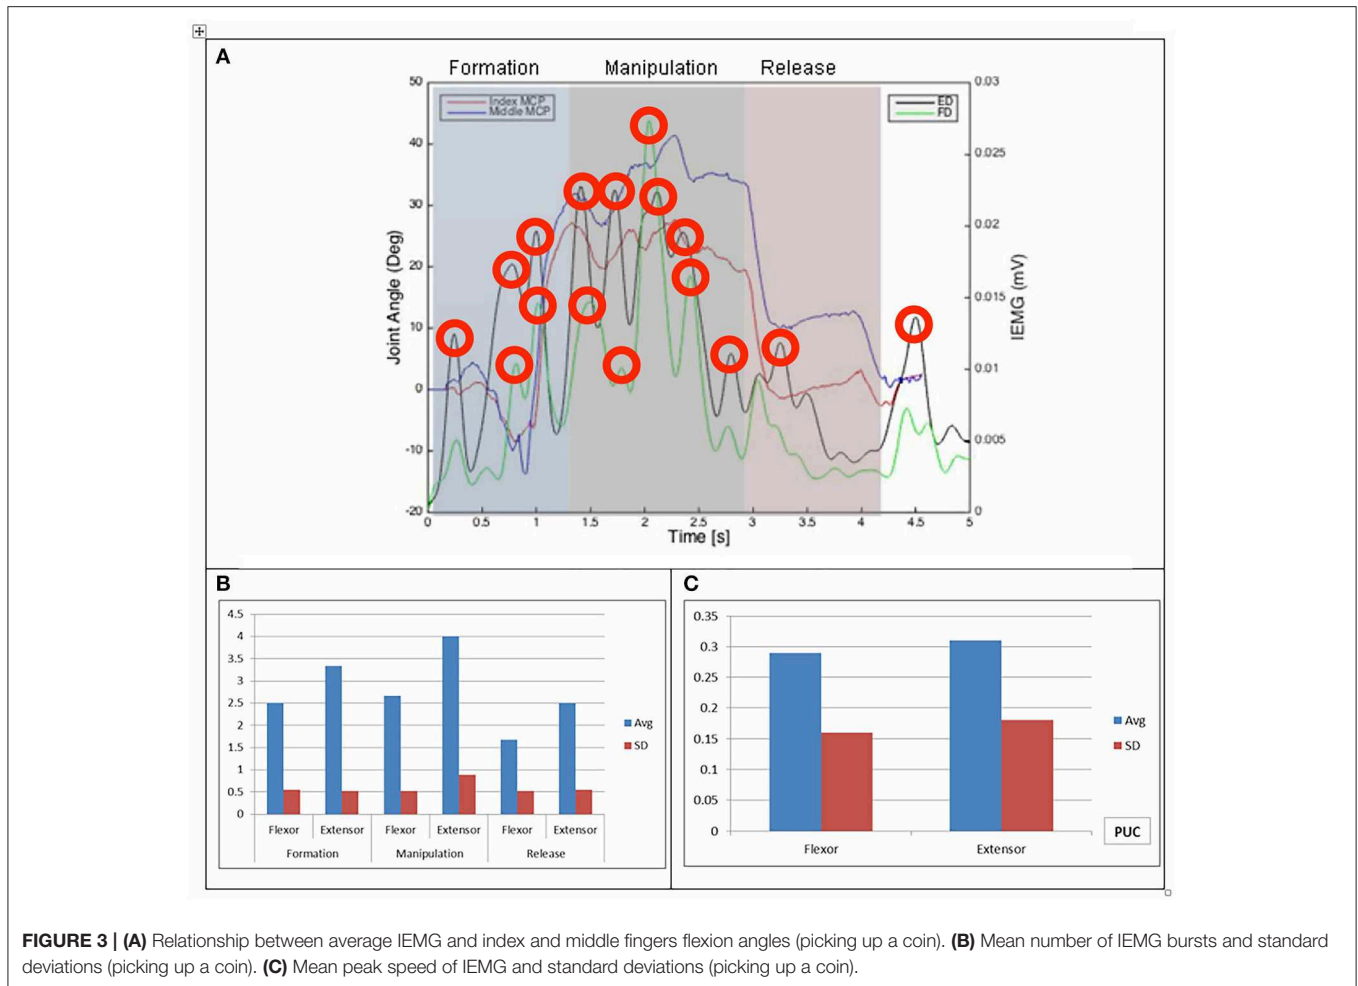 A
Formation Manipulation Release
Index MCP
Middle MCP
ED
FD
50
40
30
20
10
0
-10
-20
Joint Angle (Deg)
0.03
0.025
0.02
0.015
0.01
0.005
0
IEMG (mV)
0 0.5 1 1.5 2 2.5 3 3.5 4 4.5 5
Time [s]
B
4.5
4
3.5
3
2.5
2
1.5
1
0.5
0
Flexor Extensor Flexor Extensor Flexor Extensor
Formation Manipulation Release
Avg
SD
C
0.35
0.3
0.25
0.2
0.15
0.1
0.05
0
Flexor Extensor
Avg
SD
PUC
FIGURE 3 | (A) Relationship between average IEMG and index and middle fingers flexion angles (picking up a coin). (B) Mean number of IEMG bursts and standard
deviations (picking up a coin). (C) Mean peak speed of IEMG and standard deviations (picking up a coin).